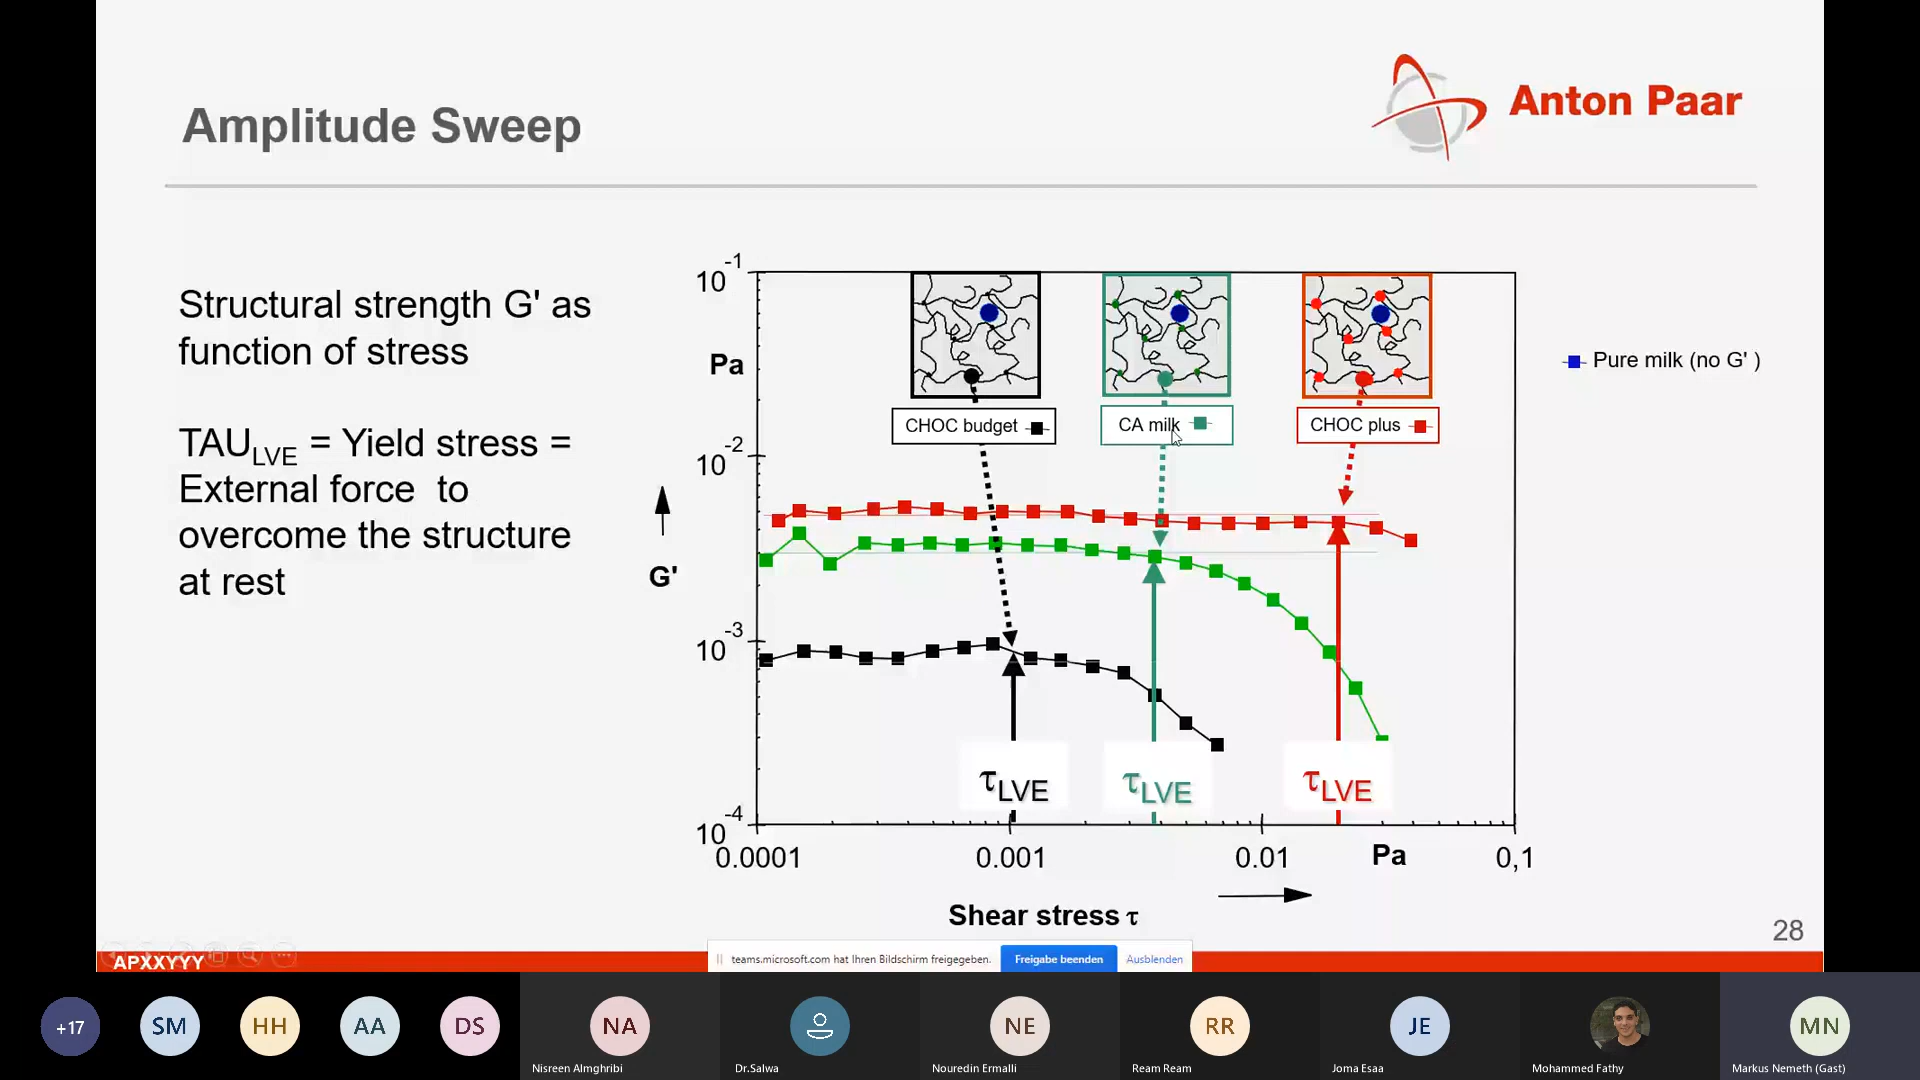 Amplitude Sweep
Anton Paar
Structural strength G' as
function of stress
TAULVE = Yield stress =
External force to
overcome the structure
at rest
10-1
Pa
10-2
G'
10-3
10-4
CHOC budget
CA milk
CHOC plus
Pure milk (no G' )
τLVE
τLVE
τLVE
0.0001
0.001
0.01
Pa
0,1
Shear stress τ
28
APXXYYY
teams.microsoft.com hat Ihren Bildschirm freigegeben.
Freigabe beenden
Ausblenden
+17
SM
HH
AA
DS
NA
NE
RR
JE
MN
Nisreen Almghribi
Dr.Salwa
Nouredin Ermalli
Ream Ream
Joma Esaa
Mohammed Fathy
Markus Nemeth (Gast)